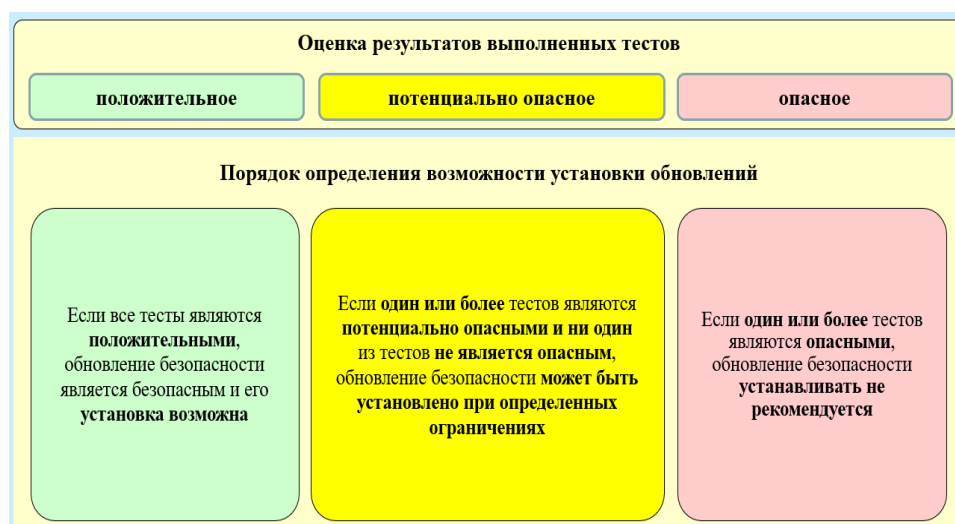 Оценка результатов выполненных тестов
положительное
потенциально опасное
опасное
Порядок определения возможности установки обновлений
Если все тесты являются
положительными,
обновление безопасности
является безопасным и его
установка возможна
Если один или более тестов являются
потенциально опасными и ни один
из тестов не является опасным,
обновление безопасности может быть
установлено при определенных
ограничениях
Если один или более тестов
являются опасными,
обновление безопасности
устанавливать не
рекомендуется